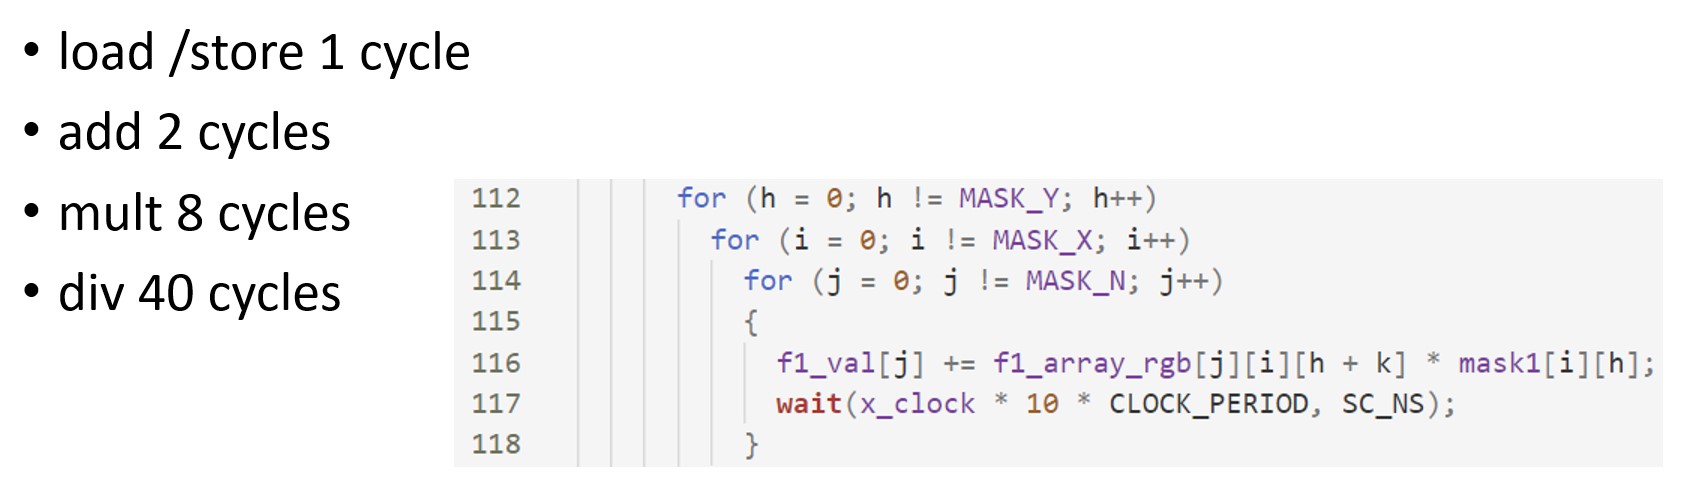 • load /store 1 cycle
• add 2 cycles
• mult 8 cycles
• div 40 cycles
112 for (h = 0; h != MASK_Y; h++)
113 for (i = 0; i != MASK_X; i++)
114 for (j = 0; j != MASK_N; j++)
115 {
116 f1_val[j] += f1_array_rgb[j][i][h + k] * mask1[i][h];
117 wait(x_clock * 10 * CLOCK_PERIOD, SC_NS);
118 }